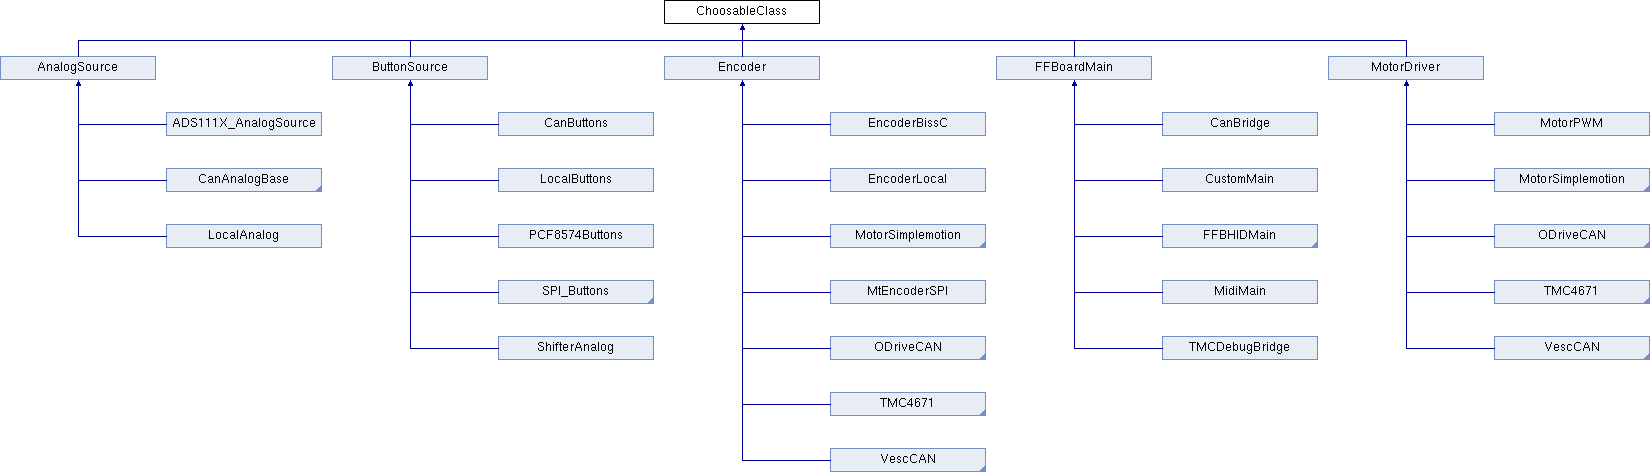 ChoosableClass
AnalogSource
ButtonSource
Encoder
FFBoardMain
MotorDriver
ADS111X_AnalogSource
CanButtons
EncoderBissC
CanBridge
MotorPWM
CanAnalogBase
LocalButtons
EncoderLocal
CustomMain
MotorSimplemotion
LocalAnalog
PCF8574Buttons
MotorSimplemotion
FFBHIDMain
ODriveCAN
SPI_Buttons
MtEncoderSPI
MidiMain
TMC4671
ShifterAnalog
ODriveCAN
TMCDebugBridge
VescCAN
TMC4671
VescCAN